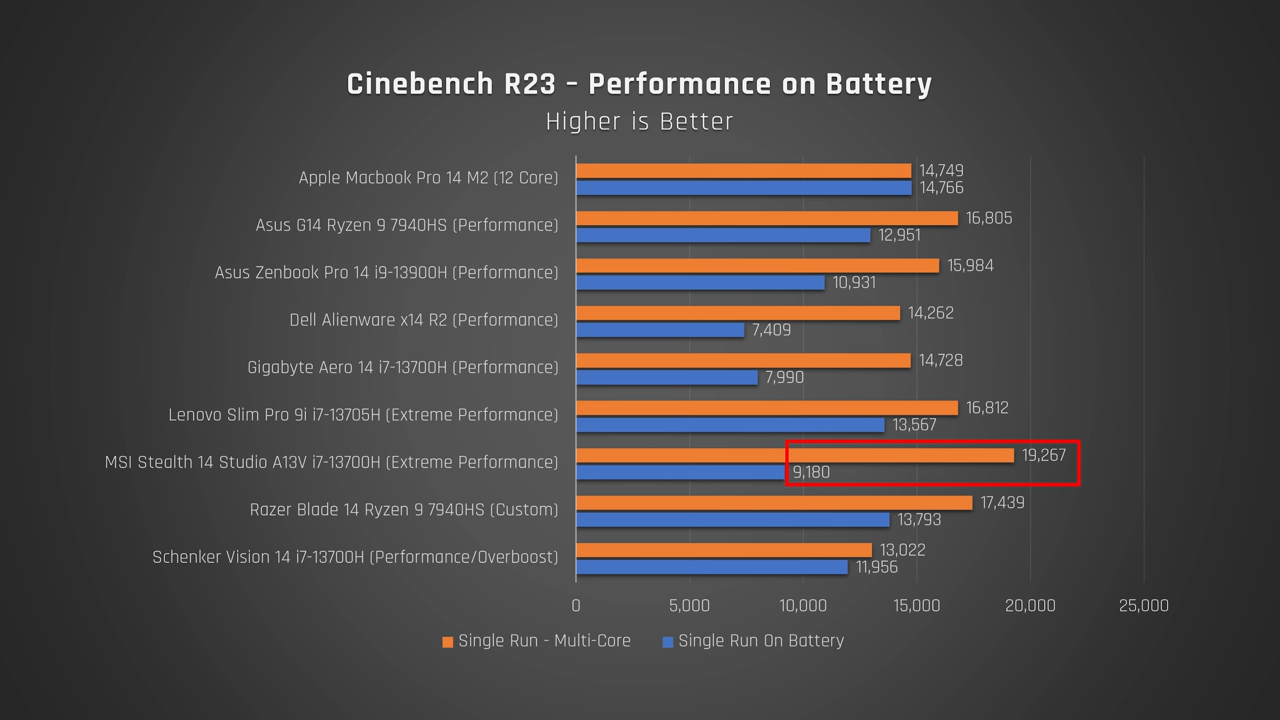 Cinebench R23 - Performance on Battery
Higher is Better
Apple Macbook Pro 14 M2 (12 Core)
14,749
14,766
Asus G14 Ryzen 9 7940HS (Performance)
16,805
12,951
Asus Zenbook Pro 14 i9-13900H (Performance)
15,984
10,931
Dell Alienware x14 R2 (Performance)
14,262
7,409
Gigabyte Aero 14 i7-13700H (Performance)
14,728
7,990
Lenovo Slim Pro 9i i7-13705H (Extreme Performance)
16,812
13,567
MSI Stealth 14 Studio A13V i7-13700H (Extreme Performance)
19,267
9,180
Razer Blade 14 Ryzen 9 7940HS (Custom)
17,439
13,793
Schenker Vision 14 i7-13700H (Performance/Overboost)
13,022
11,956
0 5,000 10,000 15,000 20,000 25,000
Single Run - Multi-Core Single Run On Battery